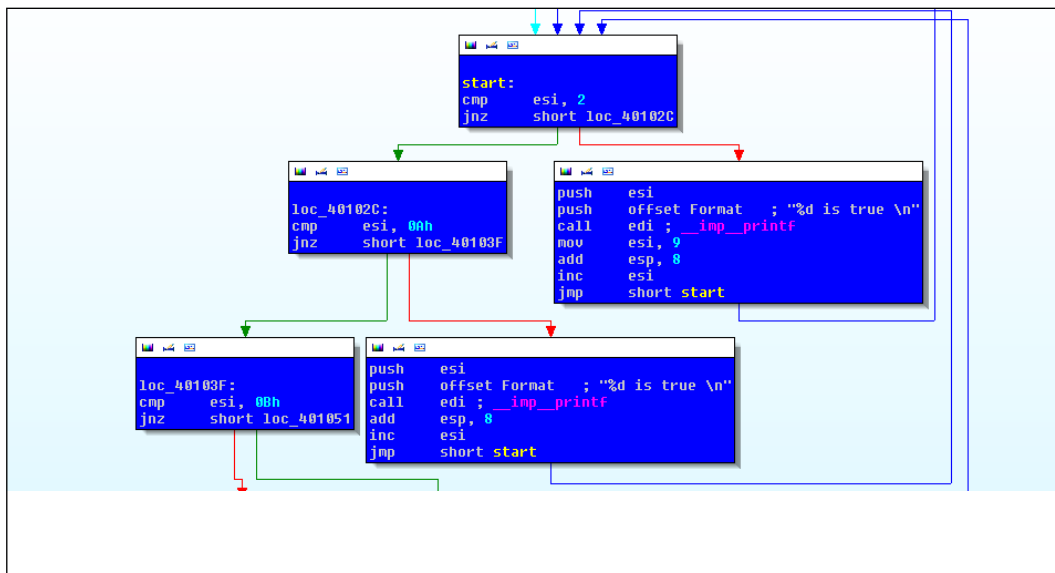 start:
cmp esi, 2
jnz short loc_40102C
loc_40102C:
cmp esi, 0Ah
jnz short loc_40103F
push esi
push offset Format ; "%d is true \n"
call edi ; __imp__printf
mov esi, 9
add esp, 8
inc esi
jmp short start
loc_40103F:
cmp esi, 0Bh
jnz short loc_401051
push esi
push offset Format ; "%d is true \n"
call edi ; __imp__printf
add esp, 8
inc esi
jmp short start